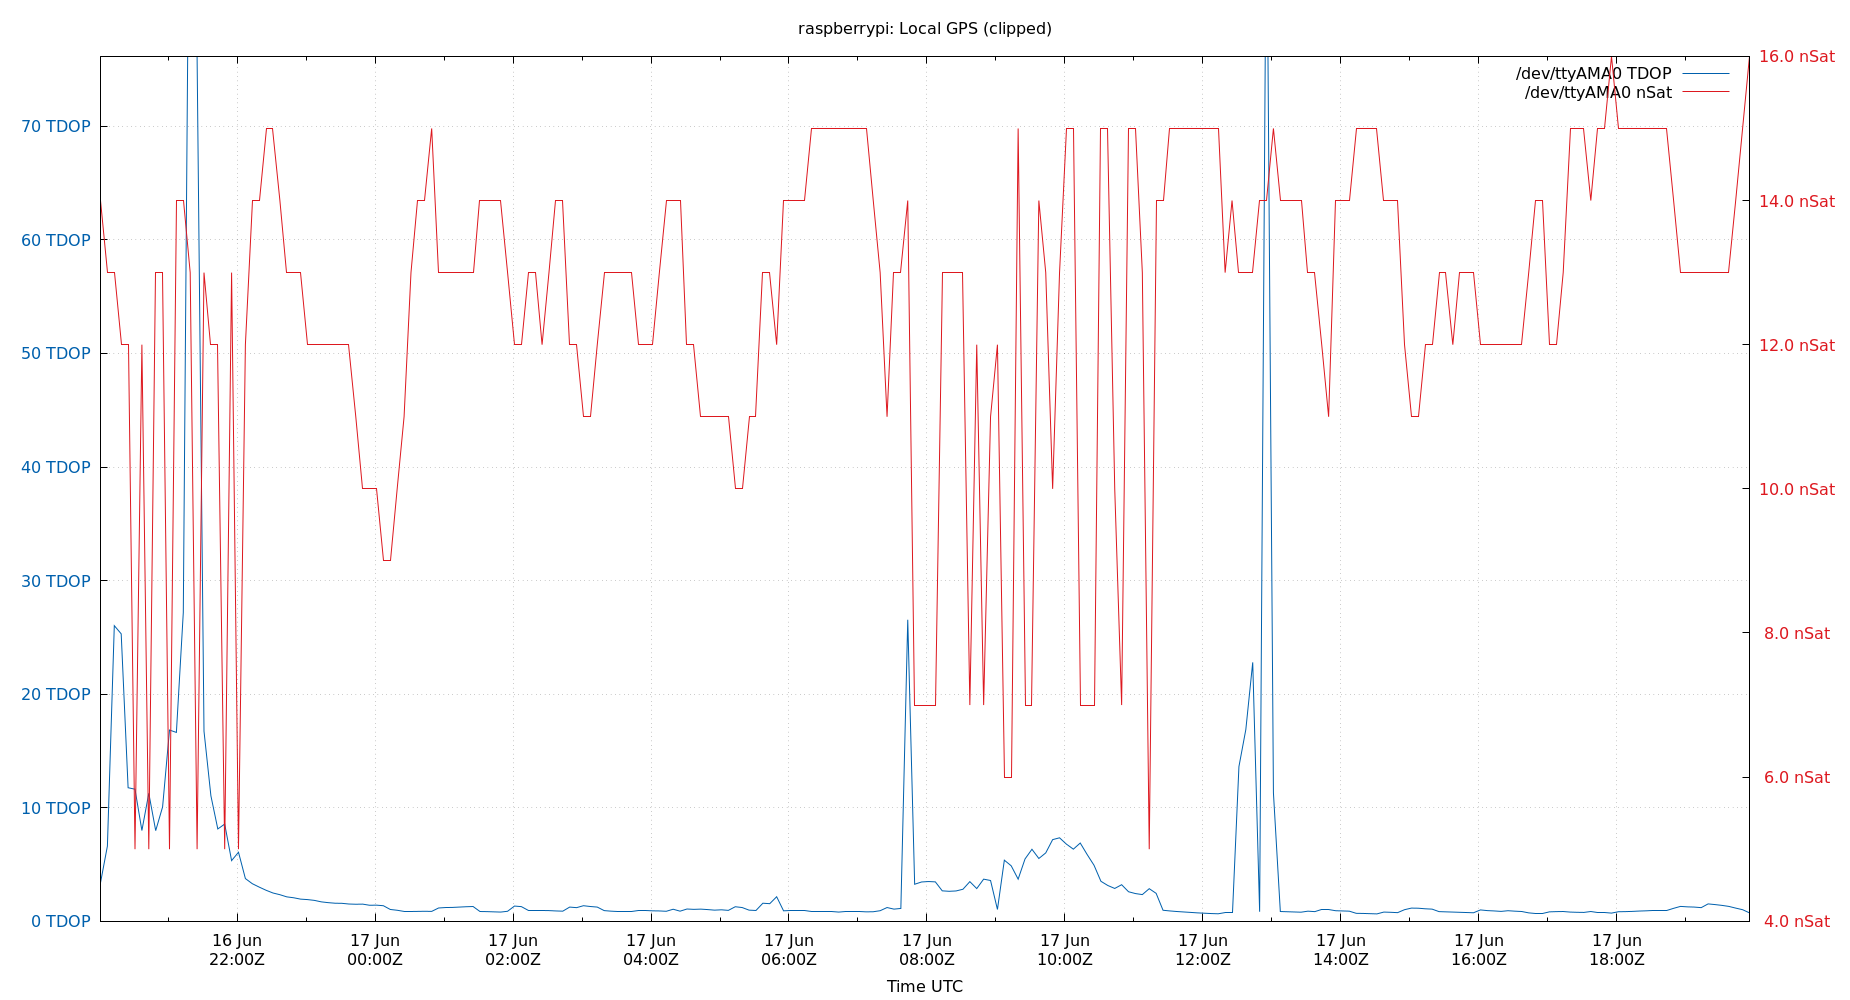 raspberrypi: Local GPS (clipped)
/dev/ttyAMA0 TDOP
/dev/ttyAMA0 nSat
70 TDOP
60 TDOP
50 TDOP
40 TDOP
30 TDOP
20 TDOP
10 TDOP
0 TDOP
16.0 nSat
14.0 nSat
12.0 nSat
10.0 nSat
8.0 nSat
6.0 nSat
4.0 nSat
16 Jun
22:00Z
17 Jun
00:00Z
17 Jun
02:00Z
17 Jun
04:00Z
17 Jun
06:00Z
17 Jun
08:00Z
17 Jun
10:00Z
17 Jun
12:00Z
17 Jun
14:00Z
17 Jun
16:00Z
17 Jun
18:00Z
Time UTC